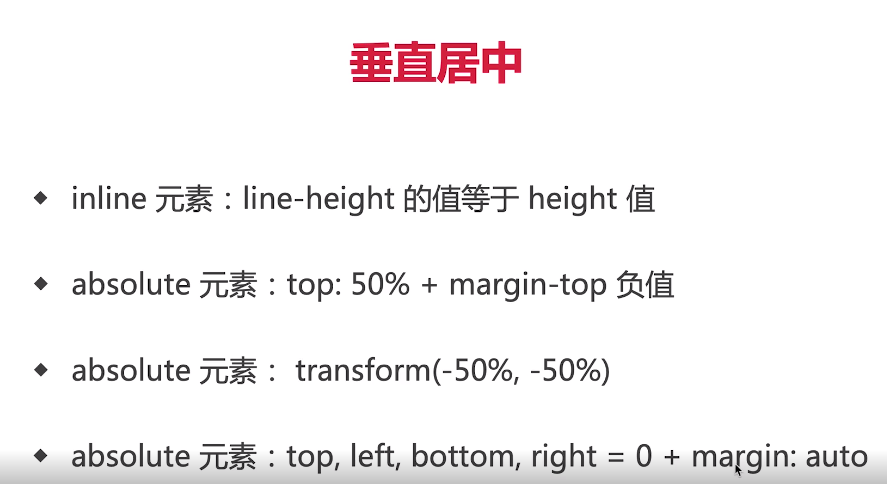 垂直居中
inline 元素：line-height 的值等于 height 值
absolute 元素：top: 50% + margin-top 负值
absolute 元素： transform(-50%, -50%)
absolute 元素：top, left, bottom, right = 0 + margin: auto